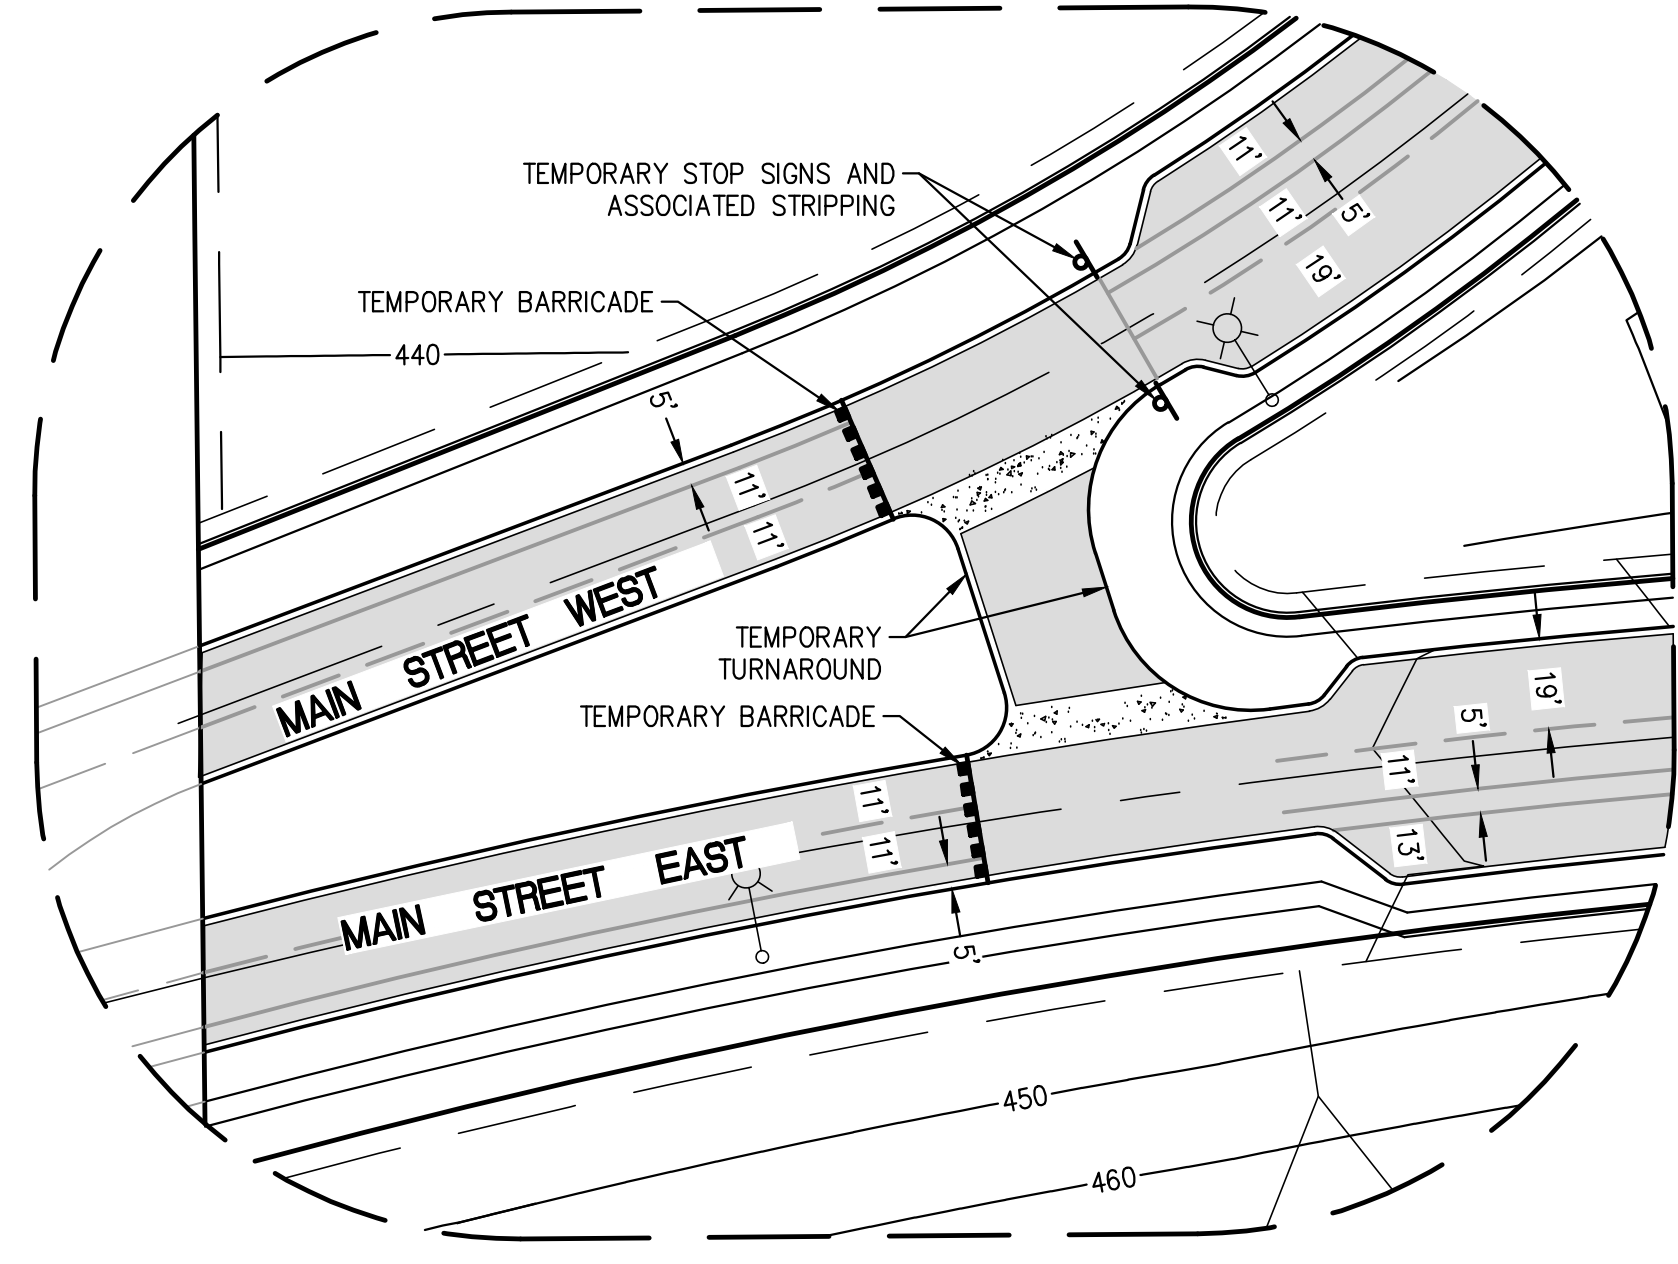 TEMPORARY STOP SIGNS AND
ASSOCIATED STRIPPING
11'
11'
5'
19'
TEMPORARY BARRICADE
440
5'
11'
11'
MAIN STREET WEST
TEMPORARY
TURNAROUND
TEMPORARY BARRICADE
19'
5'
11'
13'
11'
11'
MAIN STREET EAST
5'
450
460